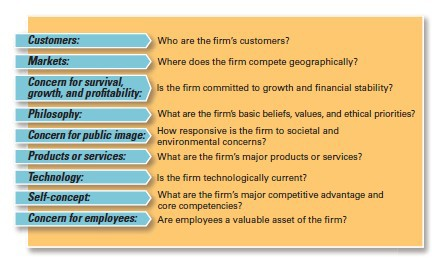 Customers: Who are the firm's customers?
Markets: Where does the firm compete geographically?
Concern for survival,
growth, and profitability: Is the firm committed to growth and financial stability?
Philosophy: What are the firm's basic beliefs, values, and ethical priorities?
Concern for public image: How responsive is the firm to societal and
environmental concerns?
Products or services: What are the firm's major products or services?
Technology: Is the firm technologically current?
Self-concept: What are the firm's major competitive advantage and
core competencies?
Concern for employees: Are employees a valuable asset of the firm?